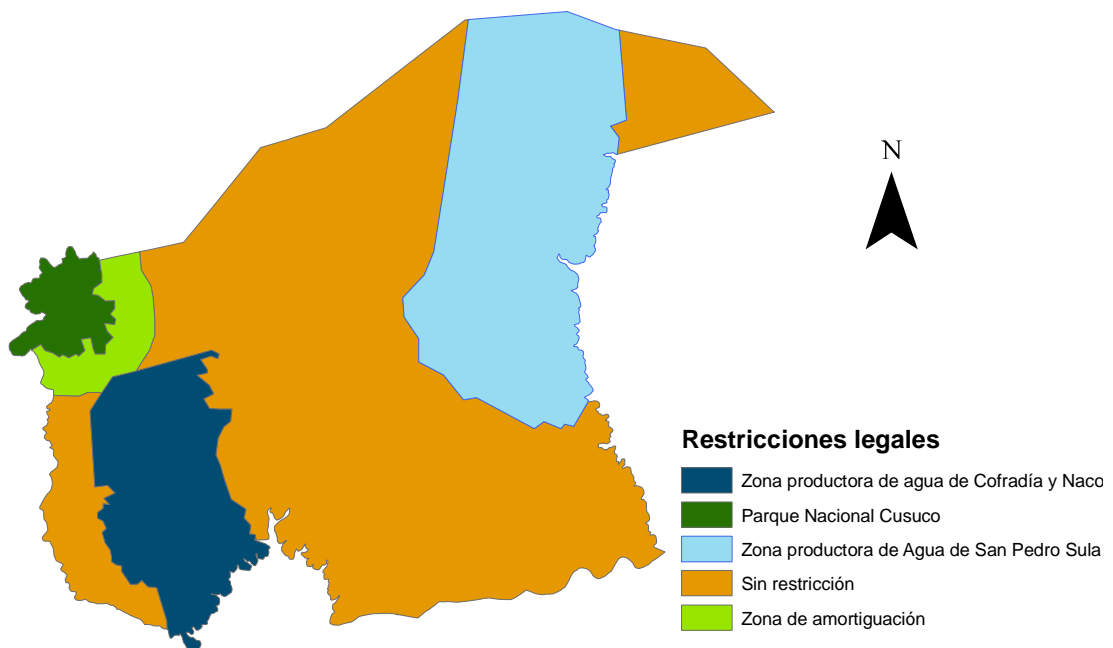 N
Restricciones legales
Zona productora de agua de Cofradía y Naco
Parque Nacional Cusuco
Zona productora de Agua de San Pedro Sula
Sin restricción
Zona de amortiguación